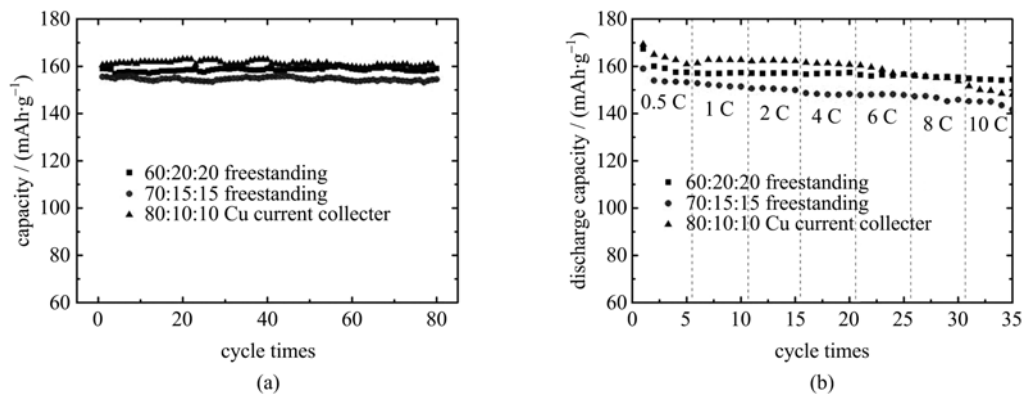 180
160
140
120
100
80
60
capacity / (mAh·g⁻¹)
60:20:20 freestanding
70:15:15 freestanding
80:10:10 Cu current collecter
0 20 40 60 80
cycle times
(a)
180
160
140
120
100
80
60
discharge capacity / (mAh·g⁻¹)
0.5 C 1 C 2 C 4 C 6 C 8 C 10 C
60:20:20 freestanding
70:15:15 freestanding
80:10:10 Cu current collecter
0 5 10 15 20 25 30 35
cycle times
(b)